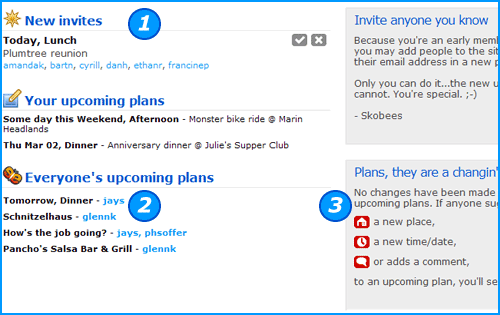 New invites
1
Today, Lunch
Plumtree reunion
amandak, bartn, cyrill, danh, ethanr, francinep
Your upcoming plans
Some day this Weekend, Afternoon - Monster bike ride @ Marin
Headlands
Thu Mar 02, Dinner - Anniversary dinner @ Julie's Supper Club
Everyone's upcoming plans
2
Tomorrow, Dinner - jays
Schnitzelhaus - glennk
How's the job going? - jays, phsoffer
Pancho's Salsa Bar & Grill - glennk
Invite anyone you know
Because you're an early
you may add people to the
their email address in a new
Only you can do it...the new
cannot. You're special. ;-)
- Skobees
Plans, they are a changin'
No changes have been made
upcoming plans. If anyone
3
a new place,
a new time/date,
or adds a comment,
to an upcoming plan, you'll